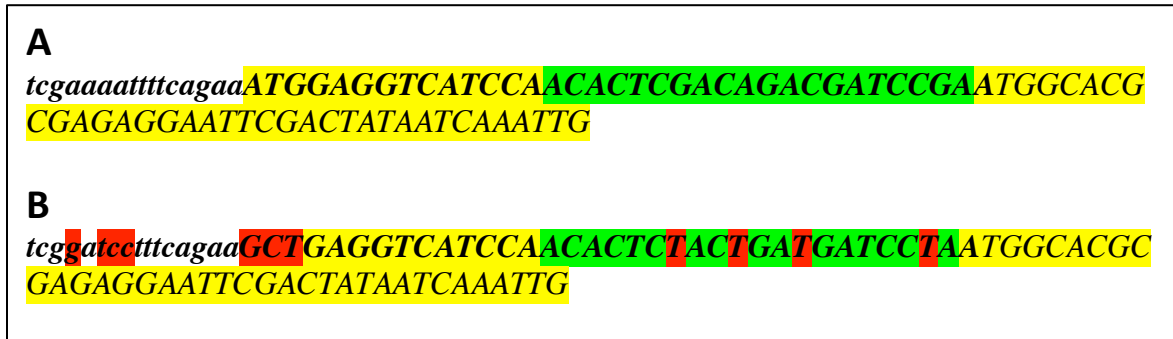 A
tcgaaaattttcagaaATGGAGGTCATCCAACACTCGACAGACGATCCGAATGGCACG
CGAGAGGAATTCGACTATAATCAAATTG
B
tcggatcctttcagaaGCTGAGGTCATCCAACACTCTACTGATGATCCTAATGGCACGC
GAGAGGAATTCGACTATAATCAAATTG